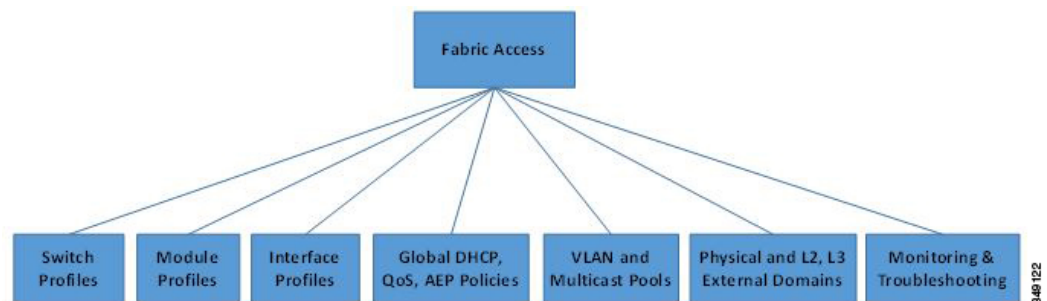 Fabric Access
Switch
Profiles
Module
Profiles
Interface
Profiles
Global DHCP,
QoS, AEP Policies
VLAN and
Multicast Pools
Physical and L2, L3
External Domains
Monitoring &
Troubleshooting
349122